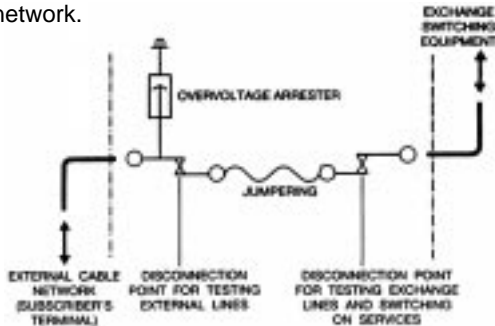 network.
EXCHANGE
SWITCHING
EQUIPMENT
OVERVOLTAGE ARRESTER
JUMPERING
EXTERNAL CABLE
NETWORK
(SUBSCRIBER'S
TERMINAL)
DISCONNECTION
POINT FOR TESTING
EXTERNAL LINES
DISCONNECTION POINT
FOR TESTING EXCHANGE
LINES AND SWITCHING
ON SERVICES